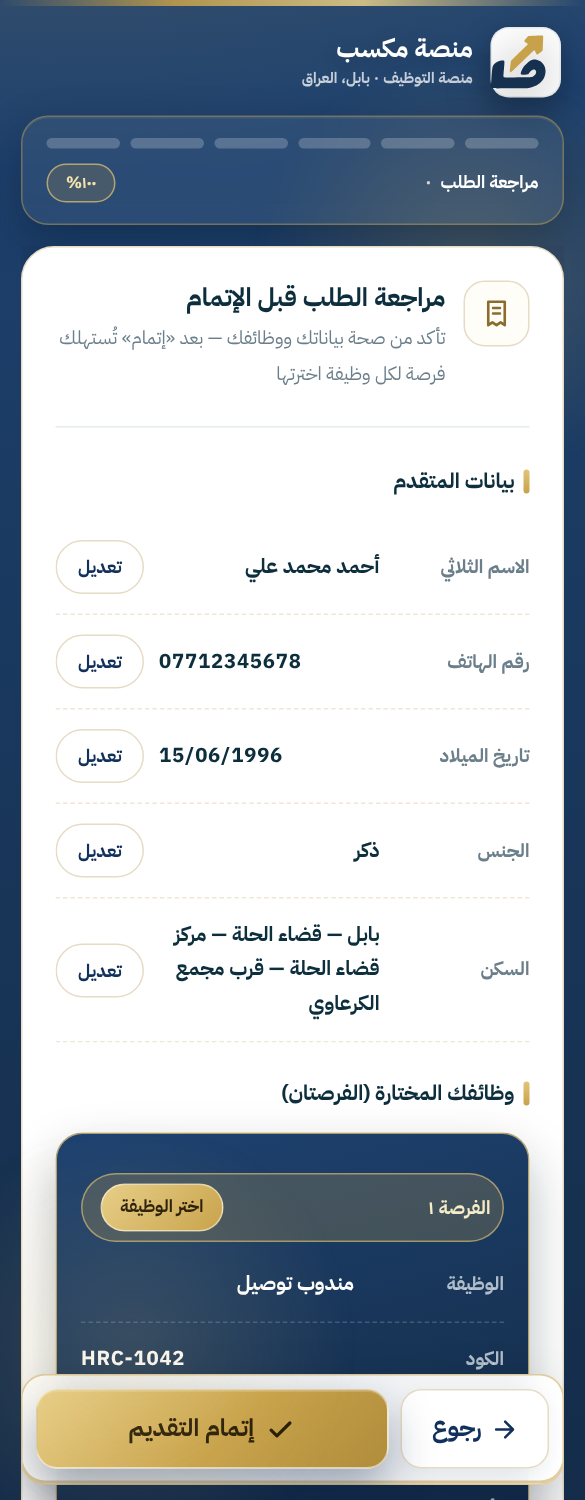 منصة مكسب
منصة التوظيف · بابل، العراق
مراجعة الطلب ·
١٠٠%
مراجعة الطلب قبل الإتمام
تأكد من صحة بياناتك ووظائفك — بعد «إتمام» تُستهلك
فرصة لكل وظيفة اخترتها
بيانات المتقدم
الاسم الثلاثي أحمد محمد علي تعديل
رقم الهاتف 07712345678 تعديل
تاريخ الميلاد 15/06/1996 تعديل
الجنس ذكر تعديل
السكن بابل — قضاء الحلة — مركز
قضاء الحلة — قرب مجمع
الكرعاوي تعديل
وظائفك المختارة (الفرصتان)
الفرصة ١ اختر الوظيفة
الوظيفة مندوب توصيل
الكود HRC-1042
رجوع إتمام التقديم